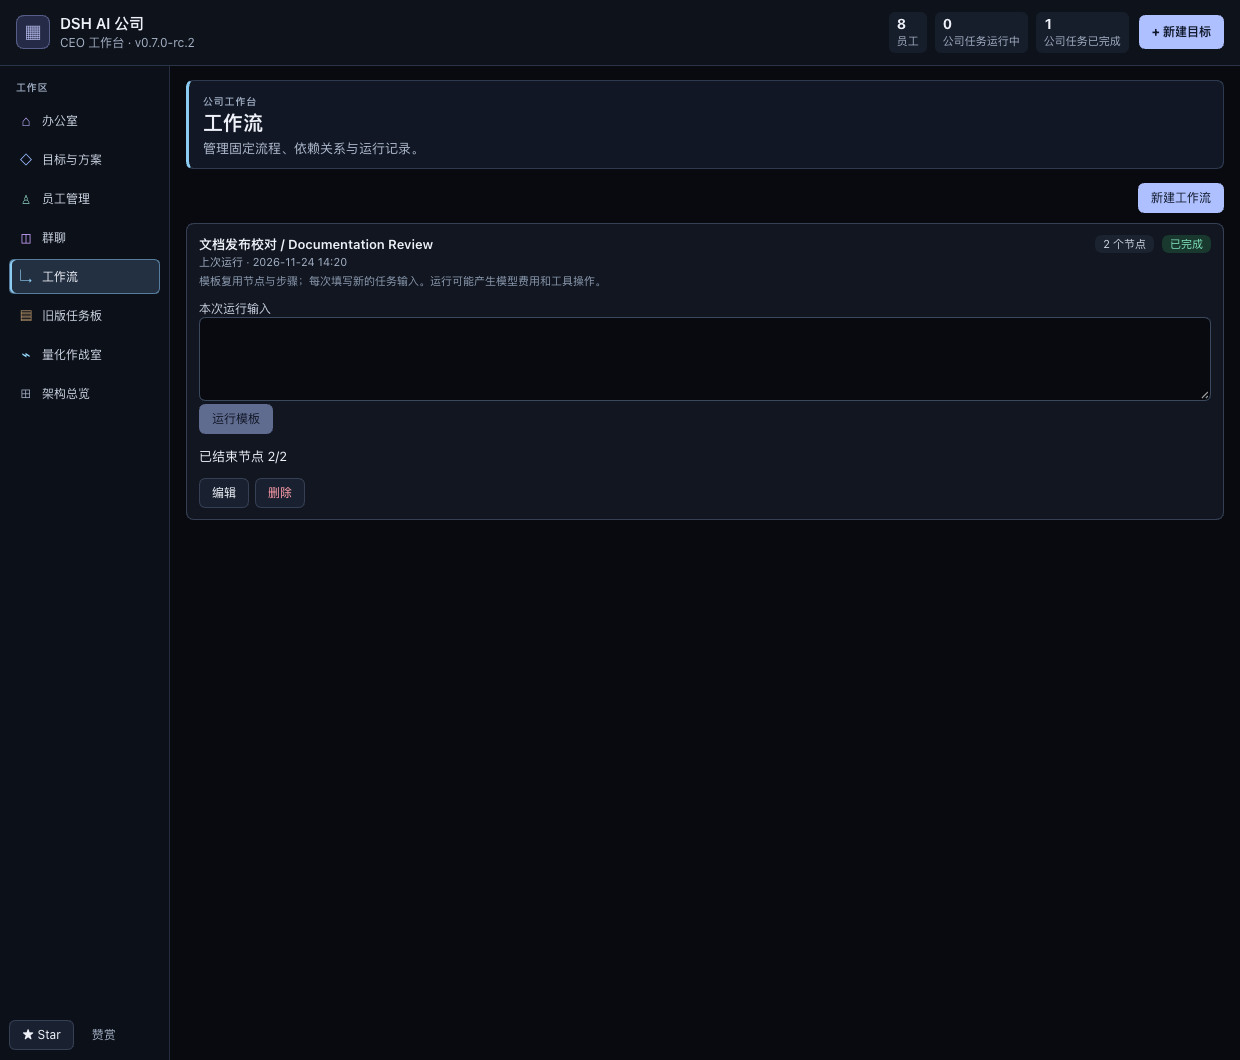 DSH AI 公司
CEO 工作台 · v0.7.0-rc.2
8
员工
0
公司任务运行中
1
公司任务已完成
+ 新建目标
工作区
办公室
目标与方案
员工管理
群聊
工作流
旧版任务板
量化作战室
架构总览
公司工作台
工作流
管理固定流程、依赖关系与运行记录。
新建工作流
文档发布校对 / Documentation Review
2 个节点
已完成
上次运行 · 2026-11-24 14:20
模板复用节点与步骤；每次填写新的任务输入。运行可能产生模型费用和工具操作。
本次运行输入
运行模板
已结束节点 2/2
编辑
删除
★ Star
赞赏